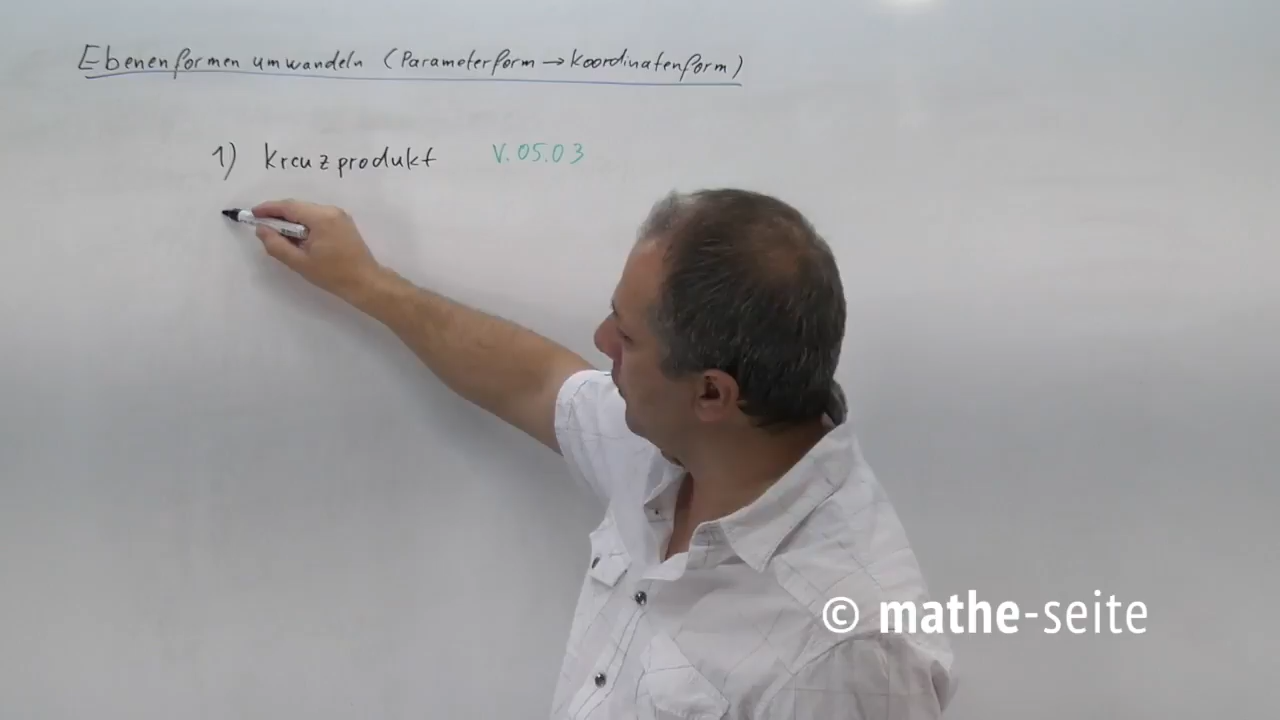 Ebenenformen umwandeln (Parameterform → Koordinatenform)
1) Kreuzprodukt V.05.03
© mathe-seite